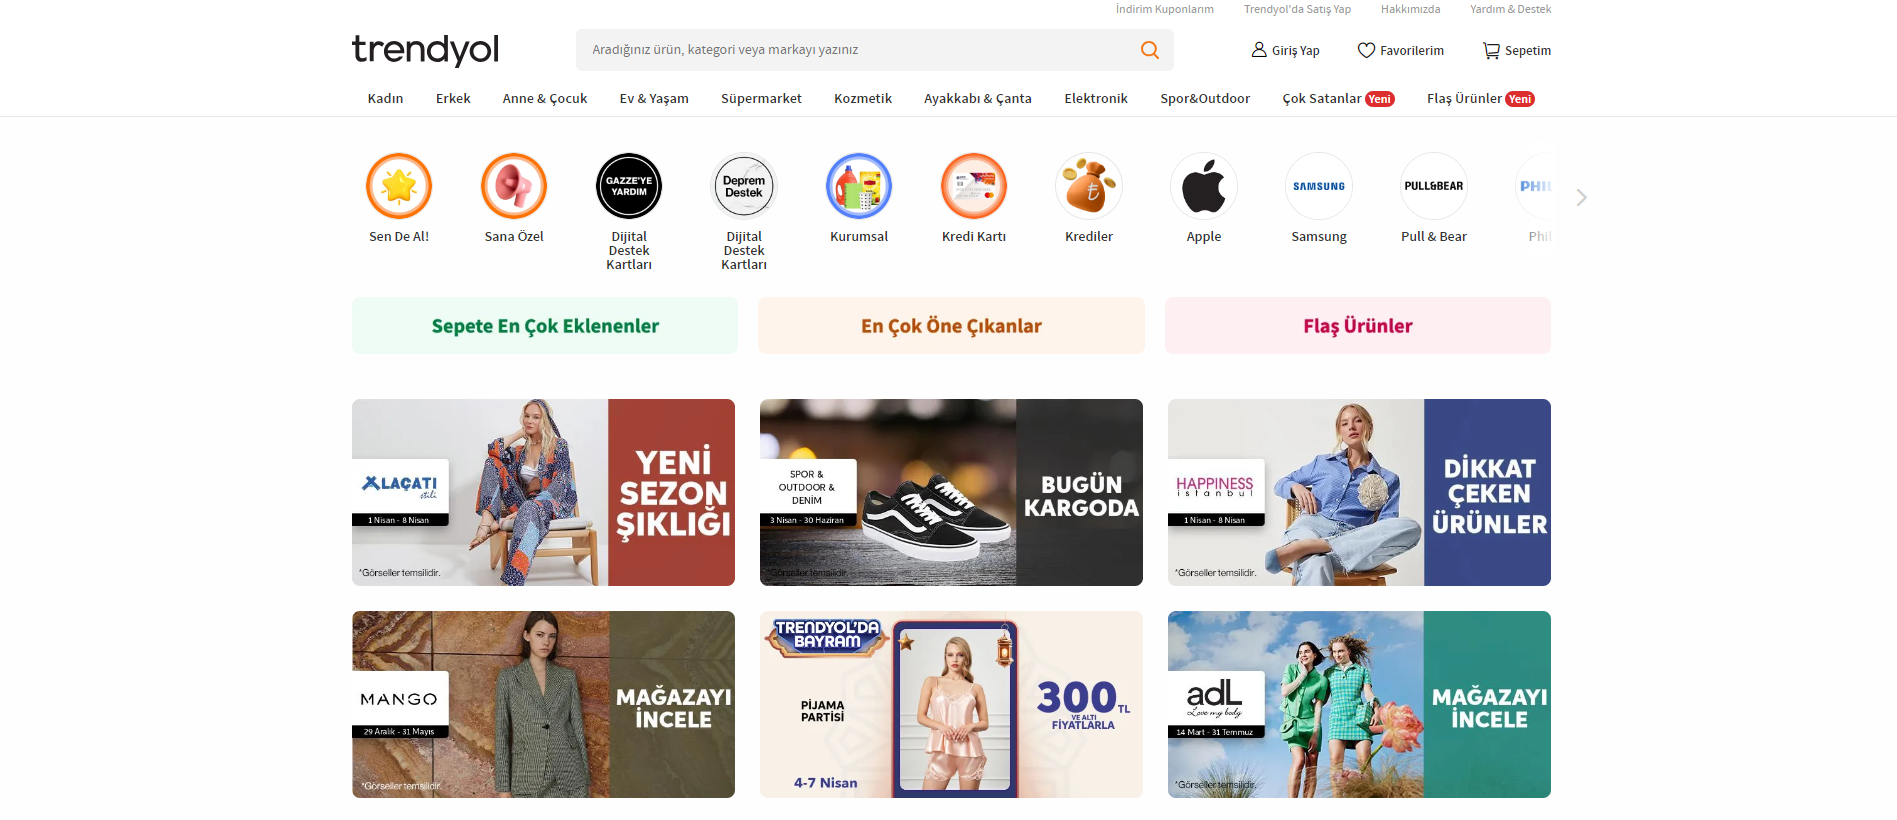 İndirim Kuponlarım Trendyol'da Satış Yap Hakkımızda Yardım & Destek
trendyol
Aradığınız ürün, kategori veya markayı yazınız
Giriş Yap Favorilerim Sepetim
Kadın Erkek Anne & Çocuk Ev & Yaşam Süpermarket Kozmetik Ayakkabı & Çanta Elektronik Spor&Outdoor Çok Satanlar Yeni Flaş Ürünler Yeni
GAZZE'YE
YARDIM
Deprem
Destek
SAMSUNG
PULL&BEAR
PHIL
Sen De Al!
Sana Özel
Dijital
Destek
Kartları
Dijital
Destek
Kartları
Kurumsal
Kredi Kartı
Krediler
Apple
Samsung
Pull & Bear
Phil
Sepete En Çok Eklenenler
En Çok Öne Çıkanlar
Flaş Ürünler
ALAÇATI
stili
1 Nisan - 8 Nisan
*Görseller temsilidir.
YENİ
SEZON
ŞIKLIĞI
SPOR &
OUTDOOR &
DENİM
3 Nisan - 30 Haziran
*Görseller temsilidir.
BUGÜN
KARGODA
HAPPINESS
istanbul
1 Nisan - 8 Nisan
*Görseller temsilidir.
DİKKAT
ÇEKEN
ÜRÜNLER
MANGO
29 Aralık - 31 Mayıs
*Görseller temsilidir.
MAĞAZAYI
İNCELE
TRENDYOL'DA
BAYRAM
PİJAMA
PARTİSİ
4-7 Nisan
300 TL
VE ALTI
FİYATLARLA
adL
Love my body
14 Mart - 31 Temmuz
*Görseller temsilidir.
MAĞAZAYI
İNCELE